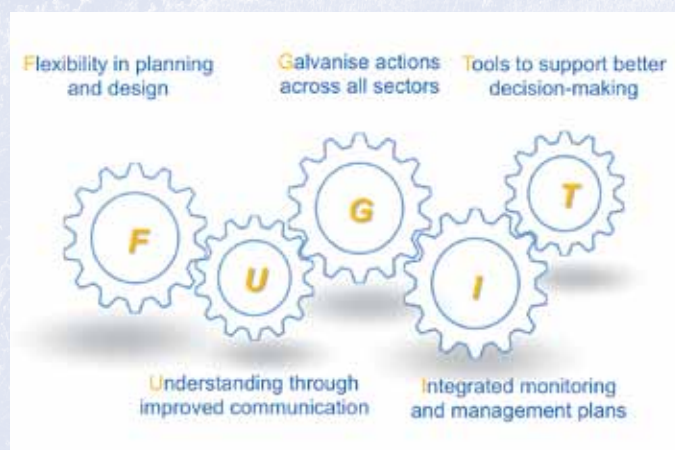 Flexibility in planning
and design
Galvanise actions
across all sectors
Tools to support better
decision-making
F
U
G
I
T
Understanding through
improved communication
Integrated monitoring
and management plans